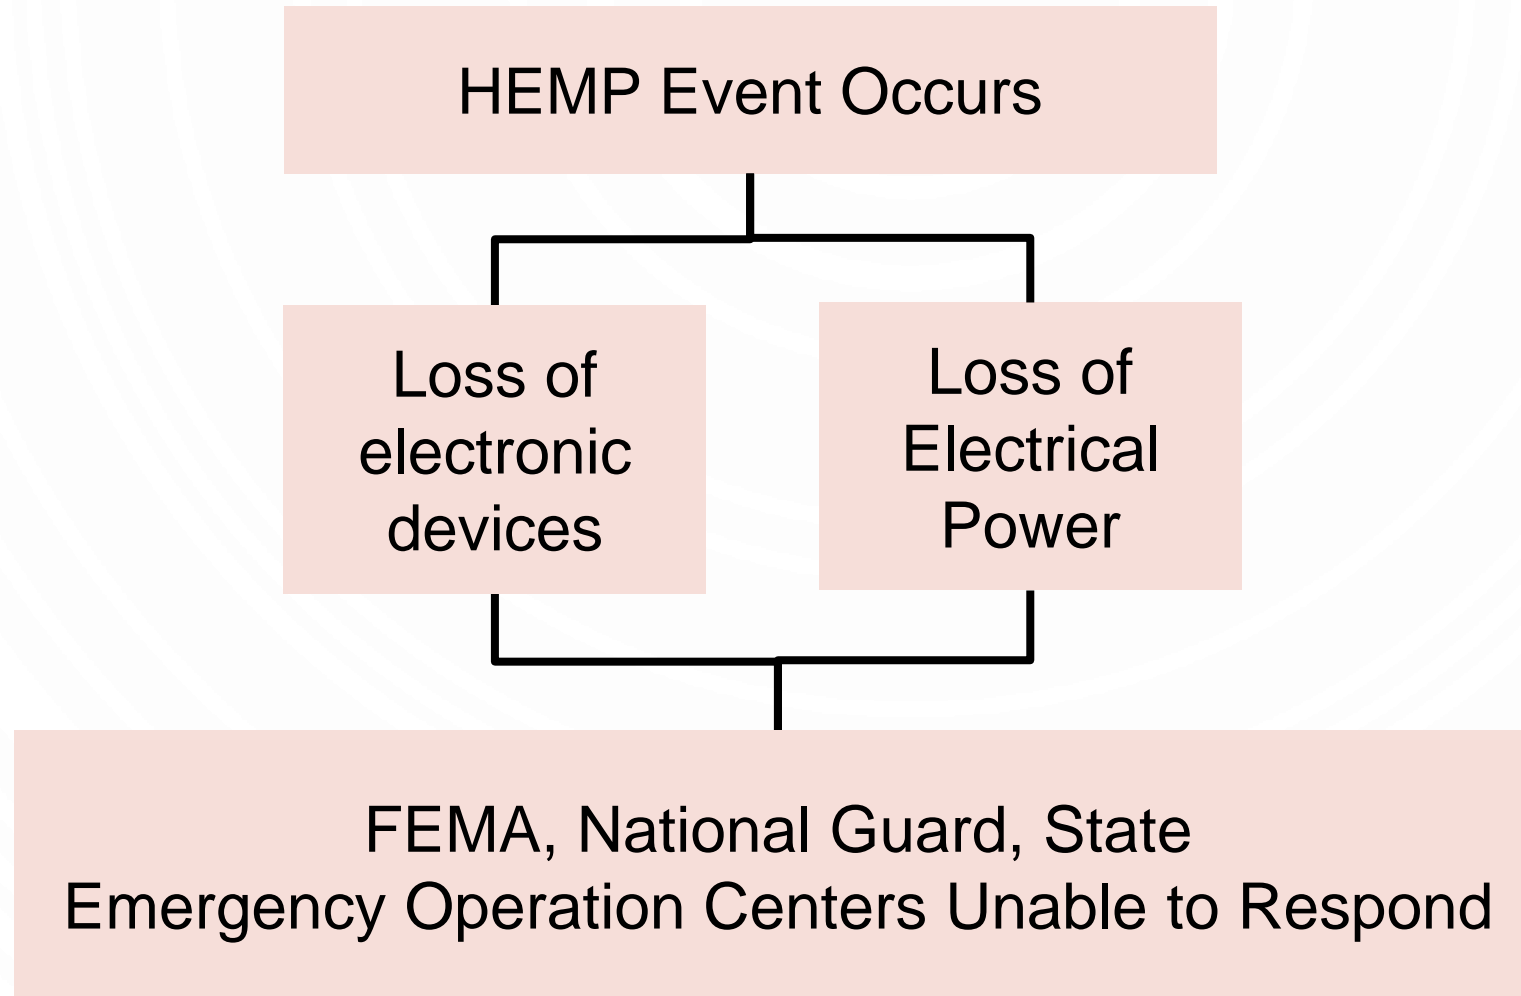 HEMP Event Occurs
Loss of
electronic
devices
Loss of
Electrical
Power
FEMA, National Guard, State
Emergency Operation Centers Unable to Respond